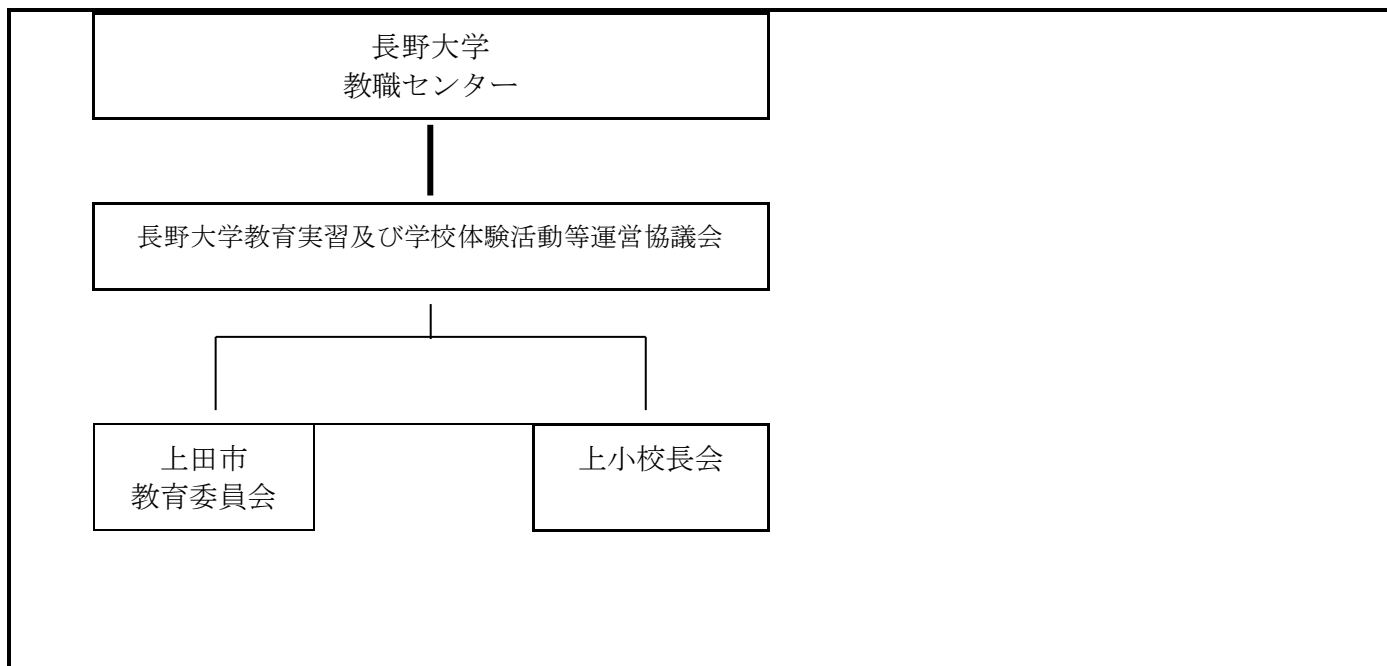 長野大学
教職センター
長野大学教育実習及び学校体験活動等運営協議会
上田市
教育委員会
上小校長会